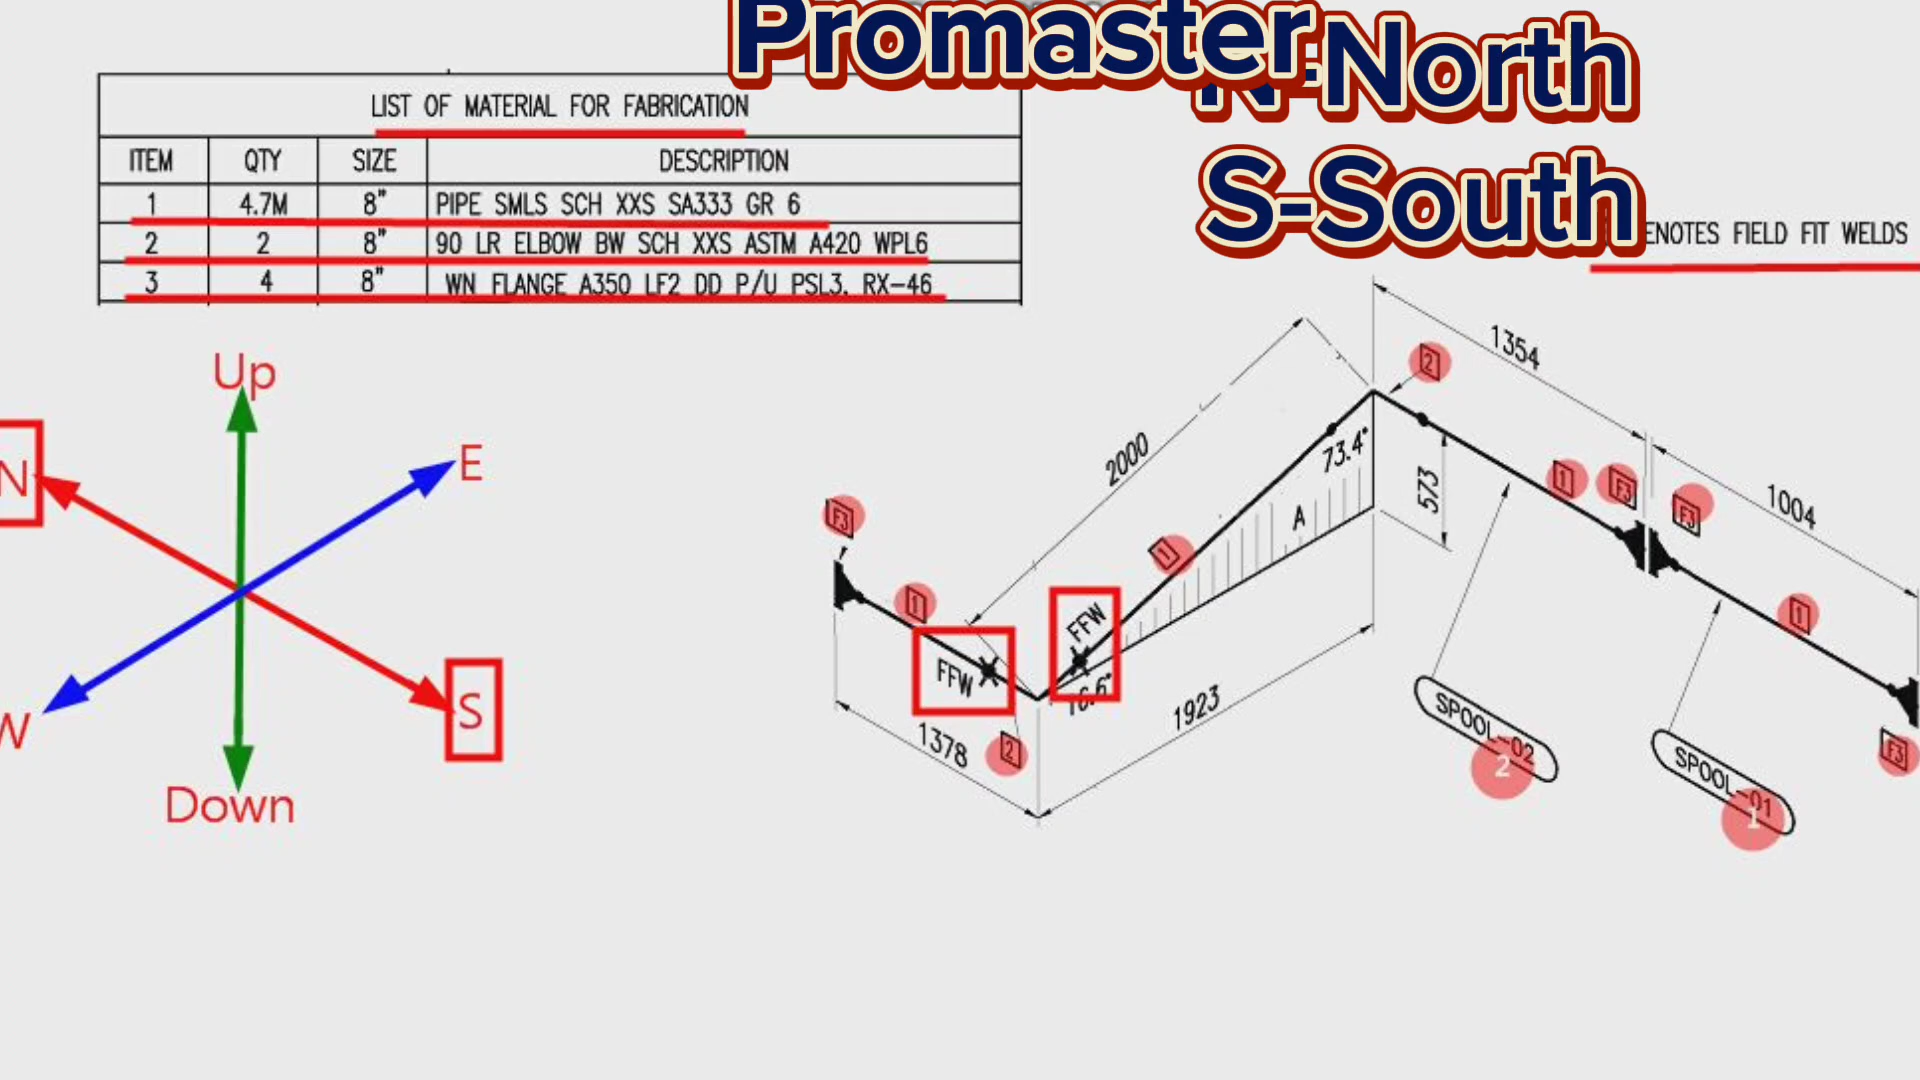 Promaster
N-North
S-South
LIST OF MATERIAL FOR FABRICATION
ITEM QTY SIZE DESCRIPTION
1 4.7M 8" PIPE SMLS SCH XXS SA333 GR 6
2 2 8" 90 LR ELBOW BW SCH XXS ASTM A420 WPL6
3 4 8" WN FLANGE A350 LF2 DD P/U PSL3, RX-46
ENOTES FIELD FIT WELDS
Up
N
E
W
S
Down
1354
2
2000
73.4°
573
1
F3
F3
1004
F3
A
1
1
FFW
1
FFW
16.6°
1923
1378
2
SPOOL-02
2
SPOOL-01
1
F3